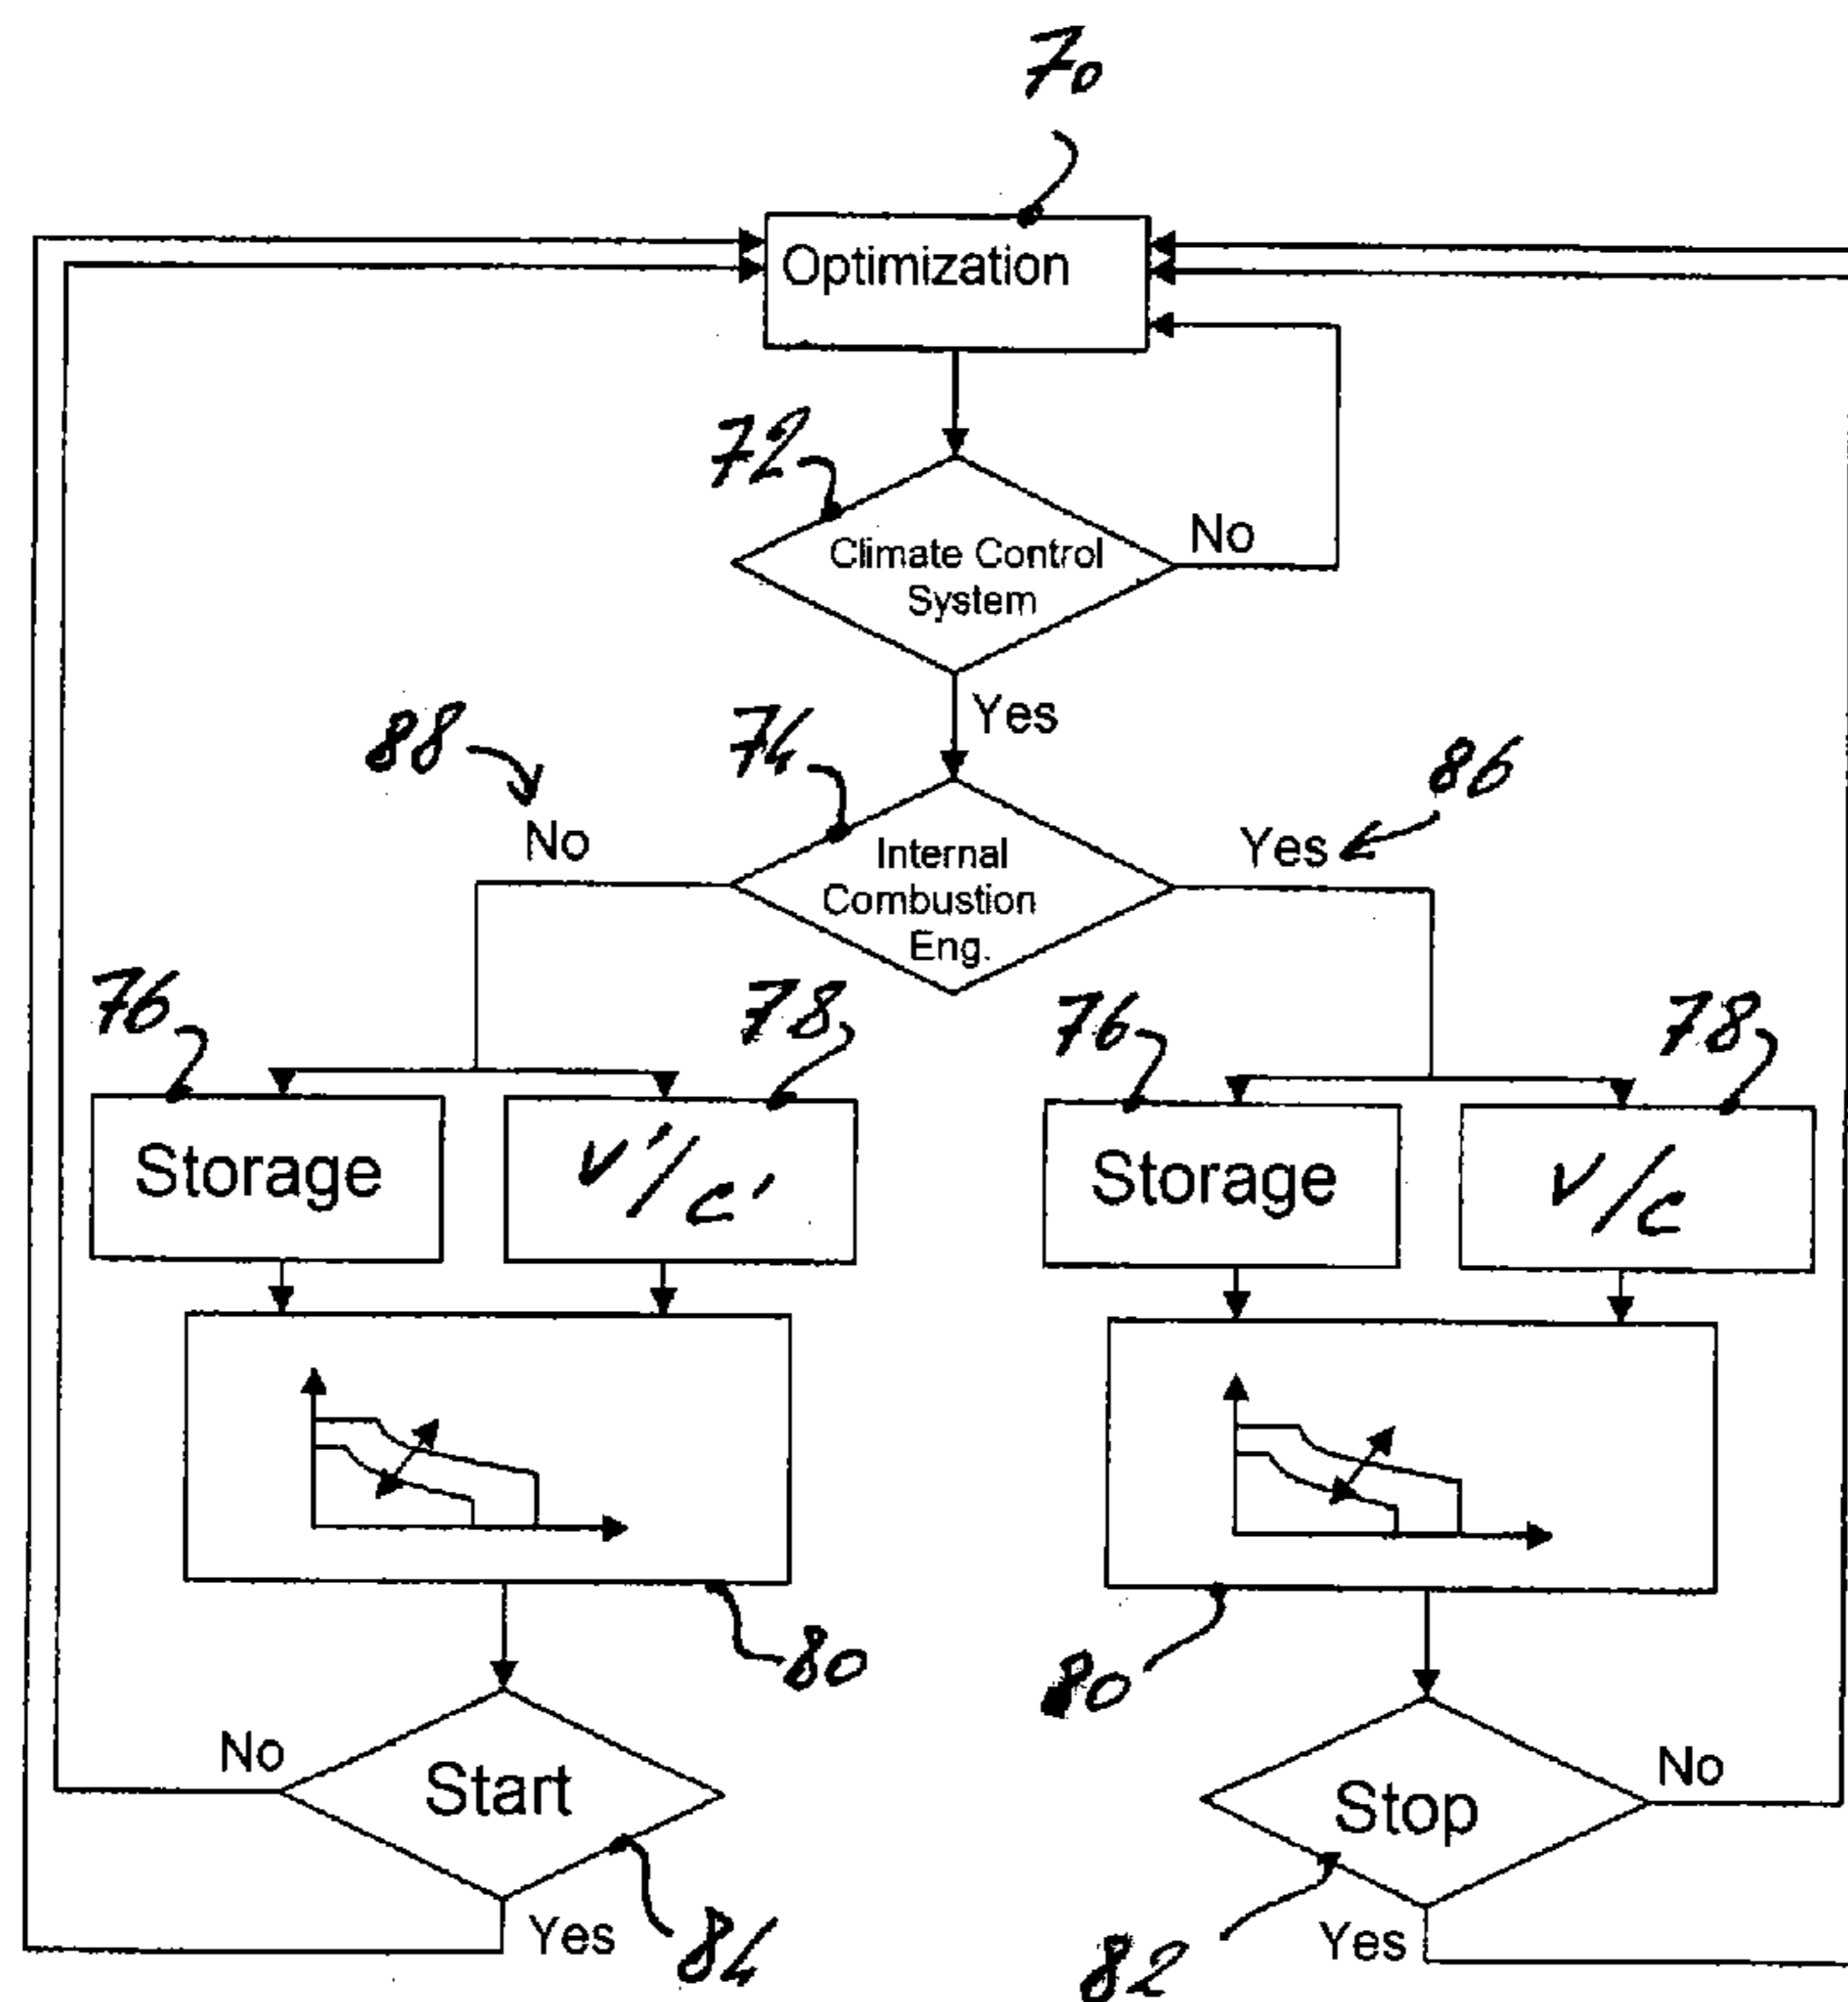 70
Optimization
72
Climate Control
System
No
Yes
88
74
86
No
Internal
Combustion
Eng.
Yes
76
78
76
78
Storage
v'/c'
Storage
v/c
80
80
No
Start
Stop
No
Yes
84
82
Yes